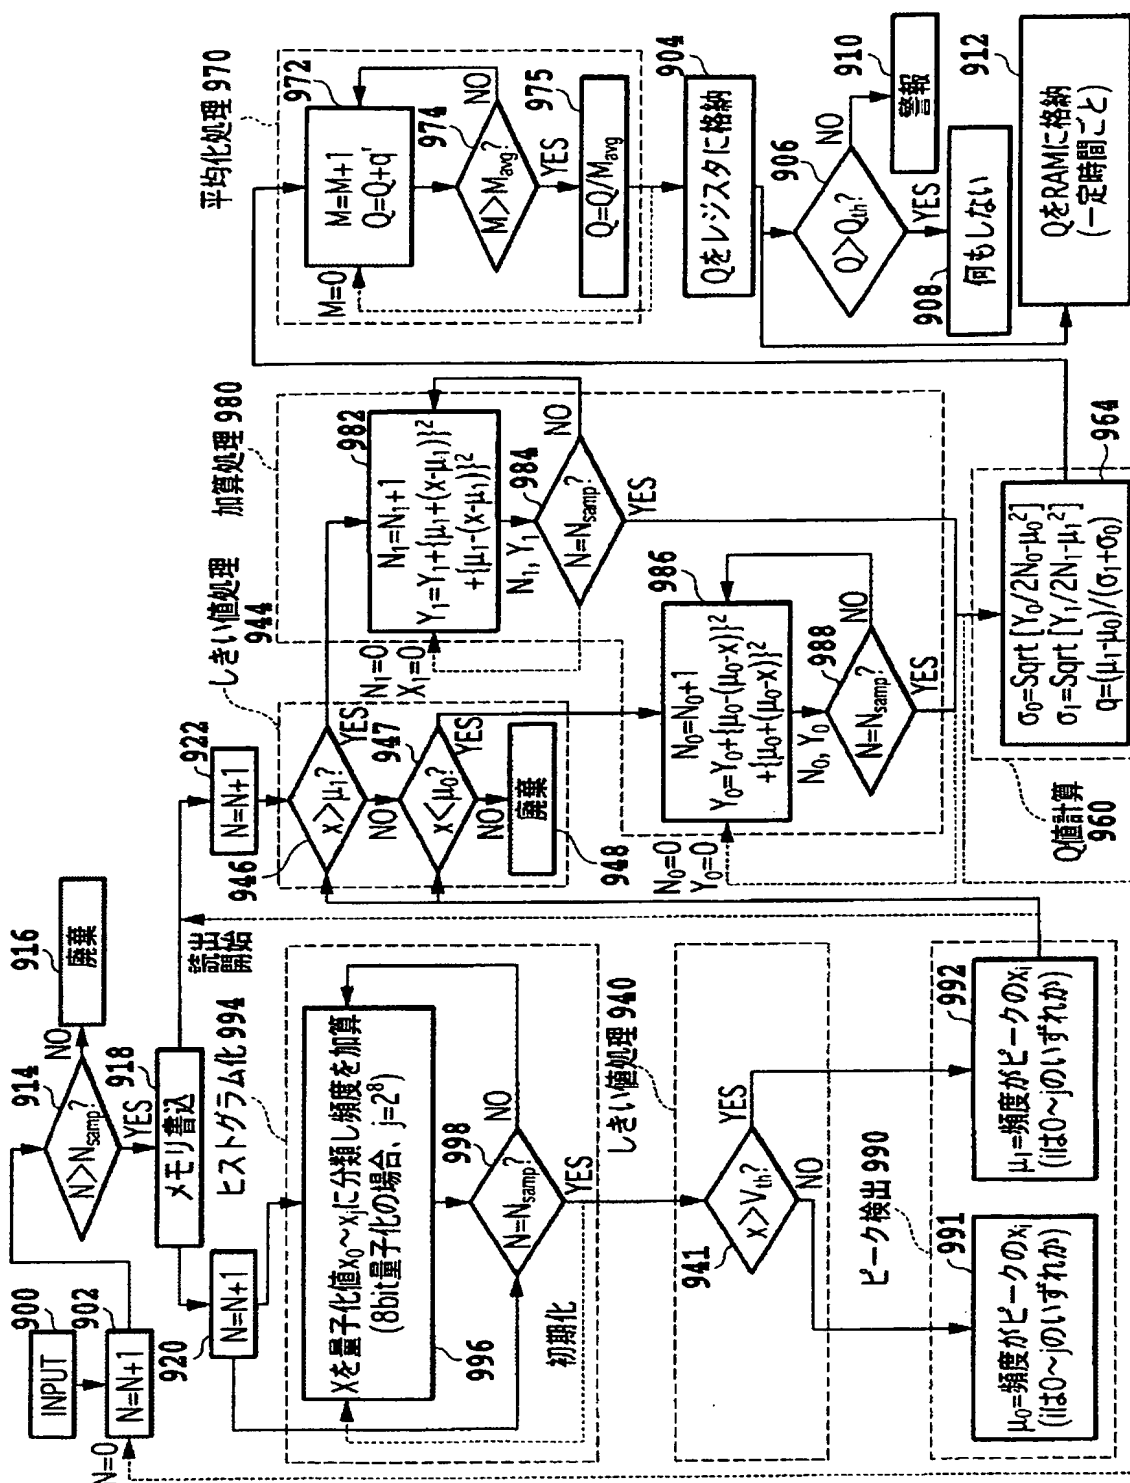 INPUT
900
N=0
N=N+1
902
N>Nsamp?
914
NO
廃棄
916
YES
メモリ書込
918
読出
開始
N=N+1
920
N=N+1
922
ヒストグラム化 994
Xを量子化値x₀~xⱼに分類し頻度を加算
(8bit量子化の場合、j=2⁸)
996
N=Nsamp?
998
NO
YES
初期化
しきい値処理 940
x>Vth?
941
YES
NO
ピーク検出 990
μ₀=頻度がピークのxᵢ
(iは0~jのいずれか)
991
μ₁=頻度がピークのxᵢ
(iは0~jのいずれか)
992
しきい値処理
944
x>μ₁?
946
YES
NO
x<μ₀?
947
YES
NO
廃棄
948
加算処理 980
N₁=0
X₁=0
N₁=N₁+1
Y₁=Y₁+{μ₁+(x-μ₁)}²
+{μ₁-(x-μ₁)}²
982
N₁, Y₁
N=Nsamp?
984
NO
YES
N₀=0
Y₀=0
N₀=N₀+1
Y₀=Y₀+{μ₀-(μ₀-x)}²
+{μ₀+(μ₀-x)}²
986
N₀, Y₀
N=Nsamp?
988
NO
YES
Q値計算
960
σ₀=Sqrt [Y₀/2N₀-μ₀²]
σ₁=Sqrt [Y₁/2N₁-μ₁²]
q=(μ₁-μ₀)/(σ₁+σ₀)
964
平均化処理 970
M=0
M=M+1
Q=Q+q'
972
M>Mavg?
974
NO
YES
Q=Q/Mavg
975
Qをレジスタに格納
904
Q>Qth?
906
NO
警報
910
YES
何もしない
908
QをRAMに格納
(一定時間ごと)
912